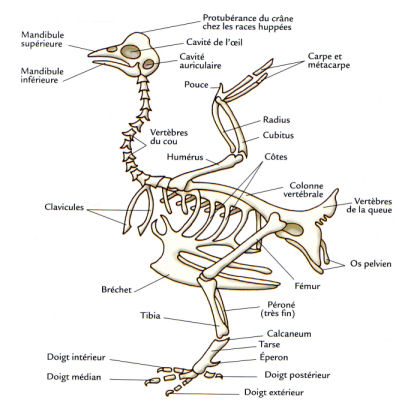 Protubérance du crâne
chez les races huppées
Mandibule
supérieure
Cavité de l'œil
Cavité
auriculaire
Carpe et
métacarpe
Mandibule
inférieure
Pouce
Radius
Vertèbres
du cou
Cubitus
Humérus
Côtes
Colonne
vertébrale
Vertèbres
de la queue
Clavicules
Os pelvien
Bréchet
Fémur
Péroné
(très fin)
Tibia
Calcaneum
Tarse
Doigt intérieur
Éperon
Doigt médian
Doigt postérieur
Doigt extérieur